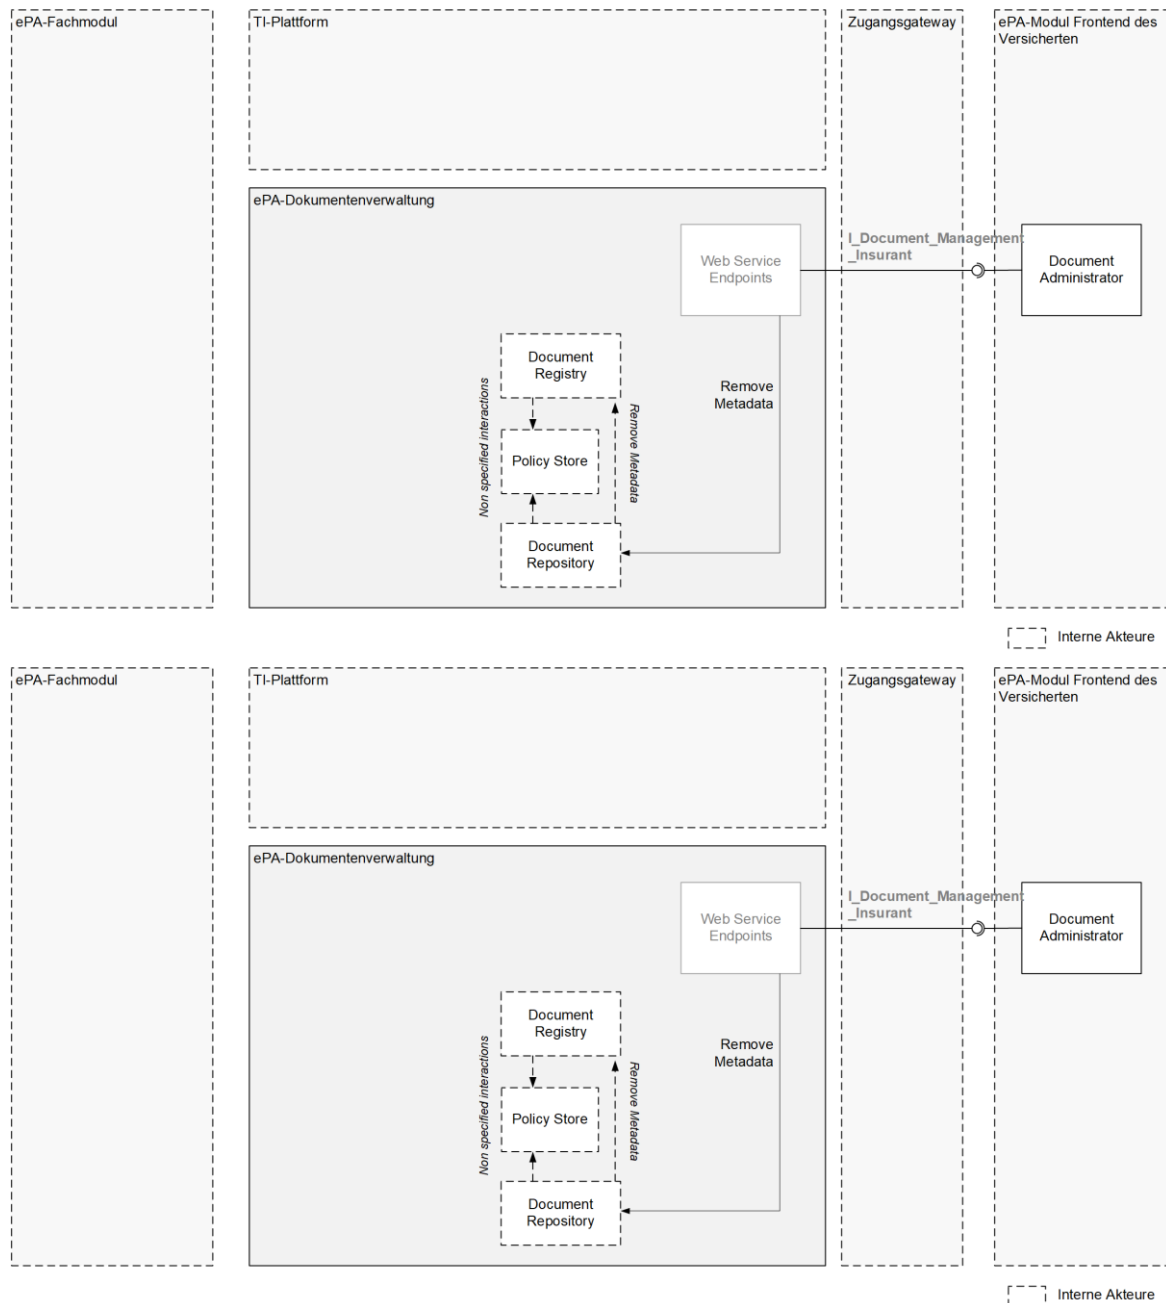 ePA-Fachmodul
TI-Plattform
Zugangsgateway
ePA-Modul Frontend des
Versicherten
ePA-Dokumentenverwaltung
Web Service
Endpoints
I_Document_Management
_Insurant
Document
Administrator
Document
Registry
Remove
Metadata
Non specified interactions
Remove Metadata
Policy Store
Document
Repository
Interne Akteure
ePA-Fachmodul
TI-Plattform
Zugangsgateway
ePA-Modul Frontend des
Versicherten
ePA-Dokumentenverwaltung
Web Service
Endpoints
I_Document_Management
_Insurant
Document
Administrator
Document
Registry
Remove
Metadata
Non specified interactions
Remove Metadata
Policy Store
Document
Repository
Interne Akteure